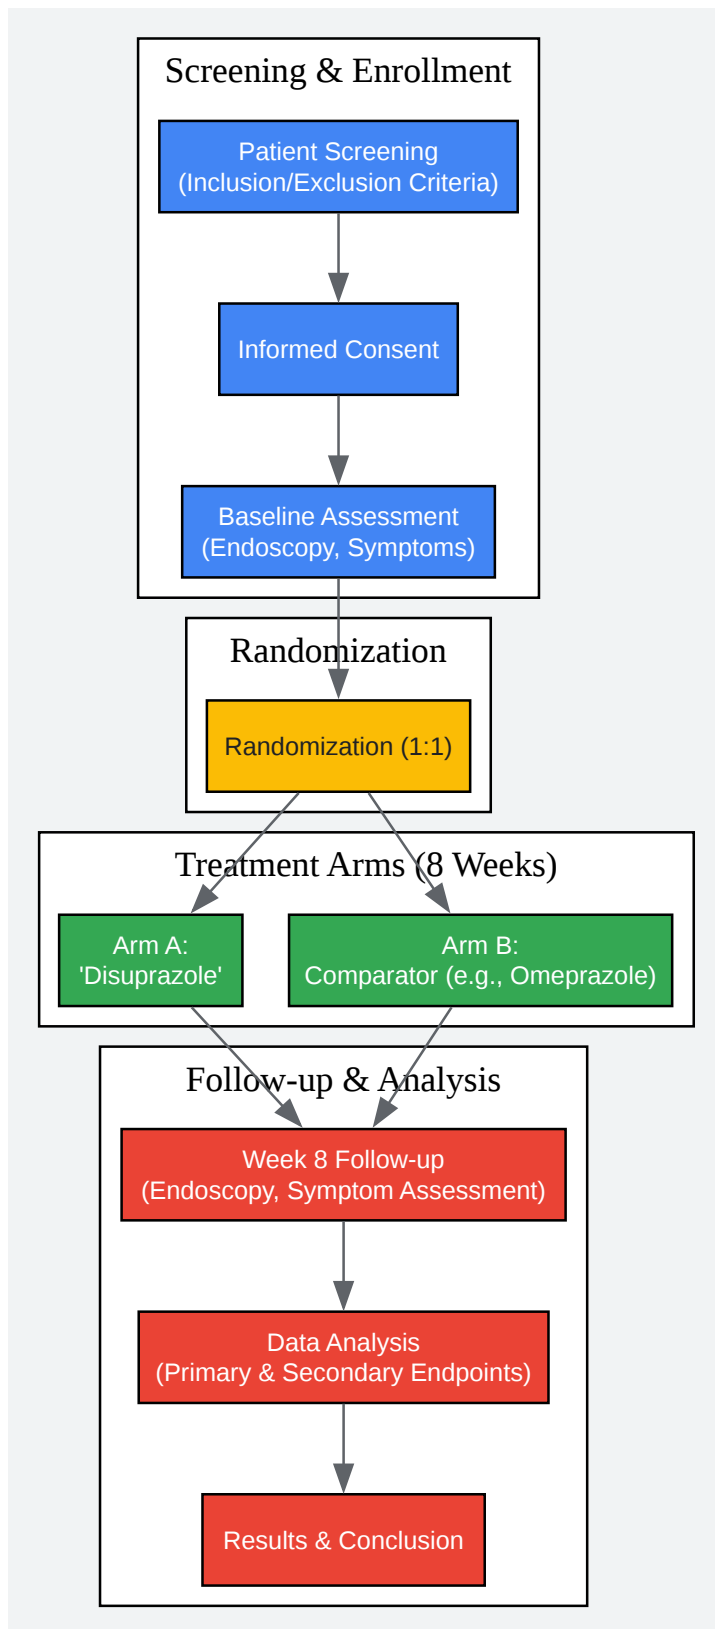 Screening & Enrollment
Patient Screening
(Inclusion/Exclusion Criteria)
Informed Consent
Baseline Assessment
(Endoscopy, Symptoms)
Randomization
Randomization (1:1)
Treatment Arms (8 Weeks)
Arm A:
'Disuprazole'
Arm B:
Comparator (e.g., Omeprazole)
Follow-up & Analysis
Week 8 Follow-up
(Endoscopy, Symptom Assessment)
Data Analysis
(Primary & Secondary Endpoints)
Results & Conclusion